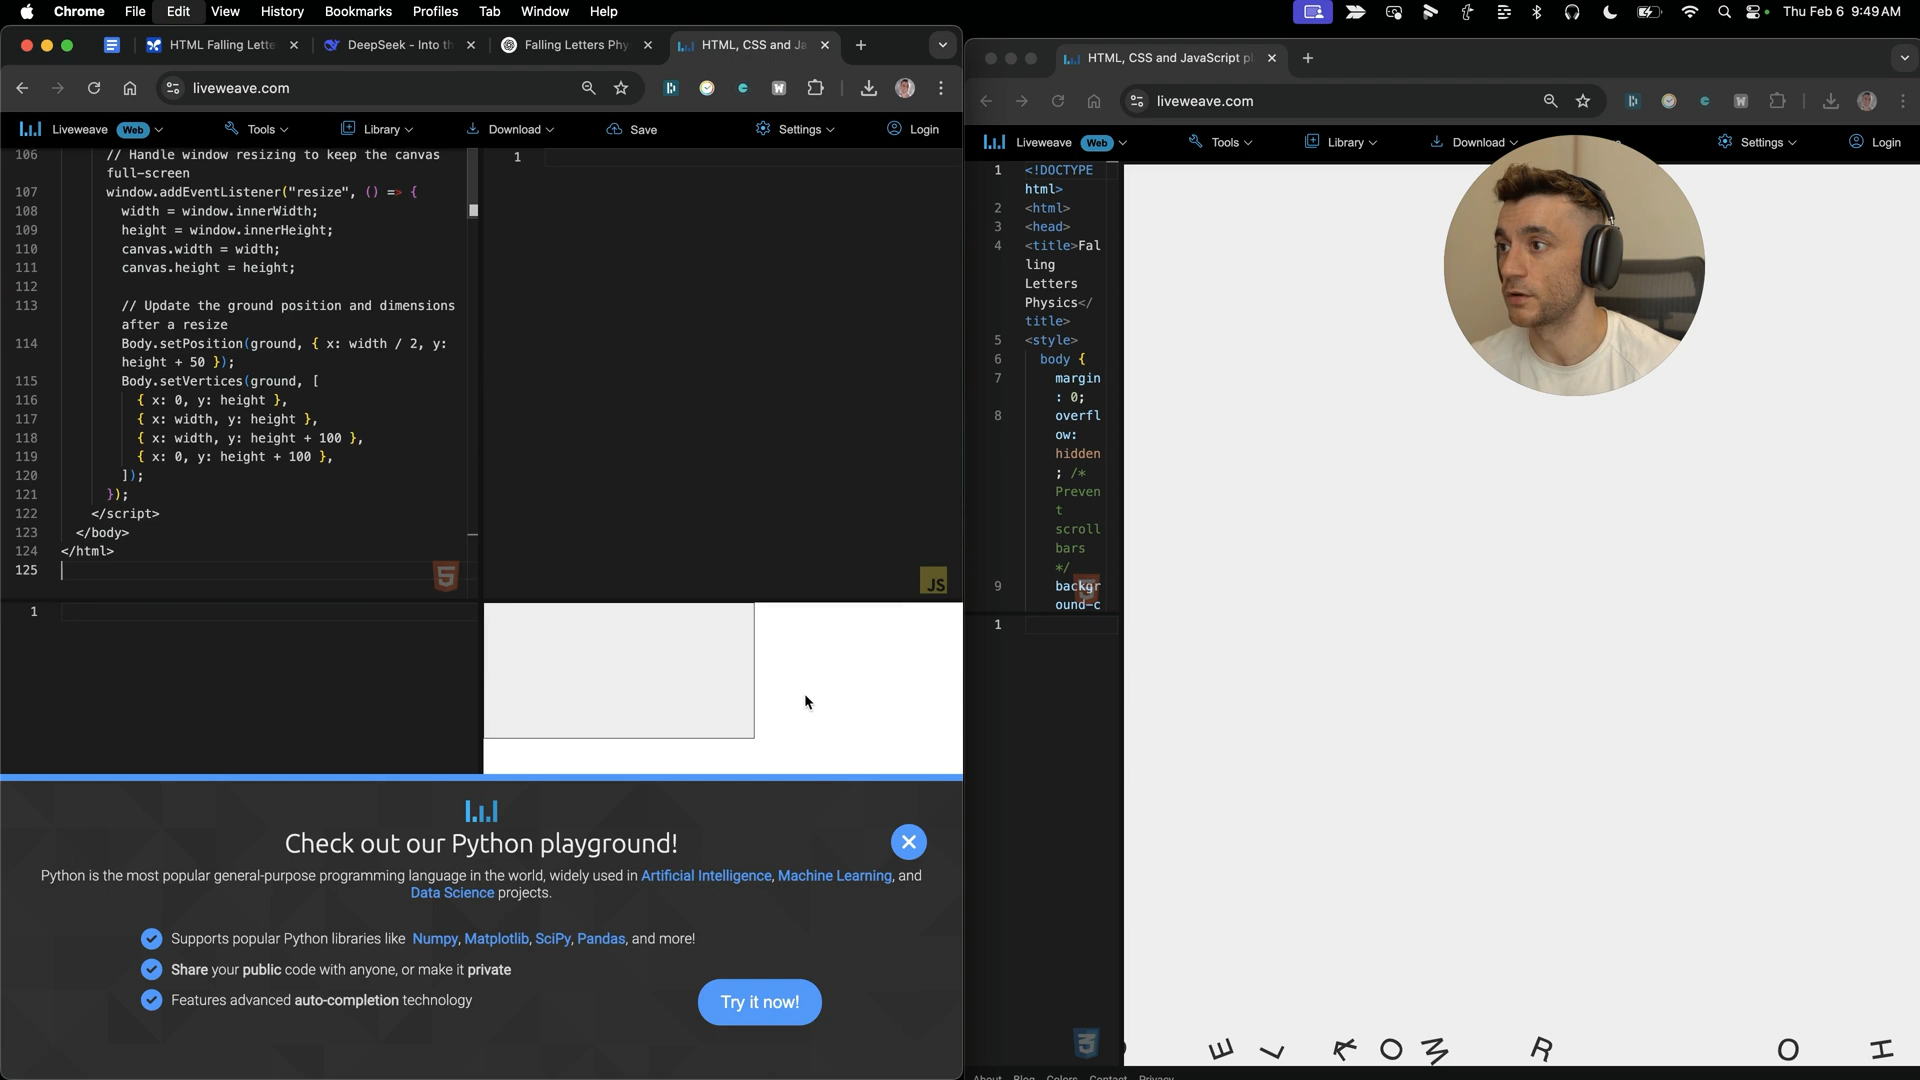 Chrome File Edit View History Bookmarks Profiles Tab Window Help Thu Feb 6 9:49 AM
HTML Falling Lette DeepSeek - Into th Falling Letters Phy HTML, CSS and Ja
liveweave.com
Liveweave Web Tools Library Download Save Settings Login
106 // Handle window resizing to keep the canvas
full-screen
107 window.addEventListener("resize", () => {
108 width = window.innerWidth;
109 height = window.innerHeight;
110 canvas.width = width;
111 canvas.height = height;
112
113 // Update the ground position and dimensions
after a resize
114 Body.setPosition(ground, { x: width / 2, y:
height + 50 });
115 Body.setVertices(ground, [
116 { x: 0, y: height },
117 { x: width, y: height },
118 { x: width, y: height + 100 },
119 { x: 0, y: height + 100 },
120 ]);
121 });
122 </script>
123 </body>
124 </html>
125
5
1
JS
1
Check out our Python playground!
Python is the most popular general-purpose programming language in the world, widely used in Artificial Intelligence, Machine Learning, and
Data Science projects.
Supports popular Python libraries like Numpy, Matplotlib, SciPy, Pandas, and more!
Share your public code with anyone, or make it private
Features advanced auto-completion technology
Try it now!
HTML, CSS and JavaScript pl
liveweave.com
Liveweave Web Tools Library Download Settings Login
1 <!DOCTYPE
html>
2 <html>
3 <head>
4 <title>Fal
ling
Letters
Physics</
title>
5 <style>
6 body {
7 margin
: 0;
8 overfl
ow:
hidden
; /*
Preven
t
scroll
bars
*/
9 backgr
ound-c
1
3
E L K O M R O H
About Blog Colors Contact Privacy